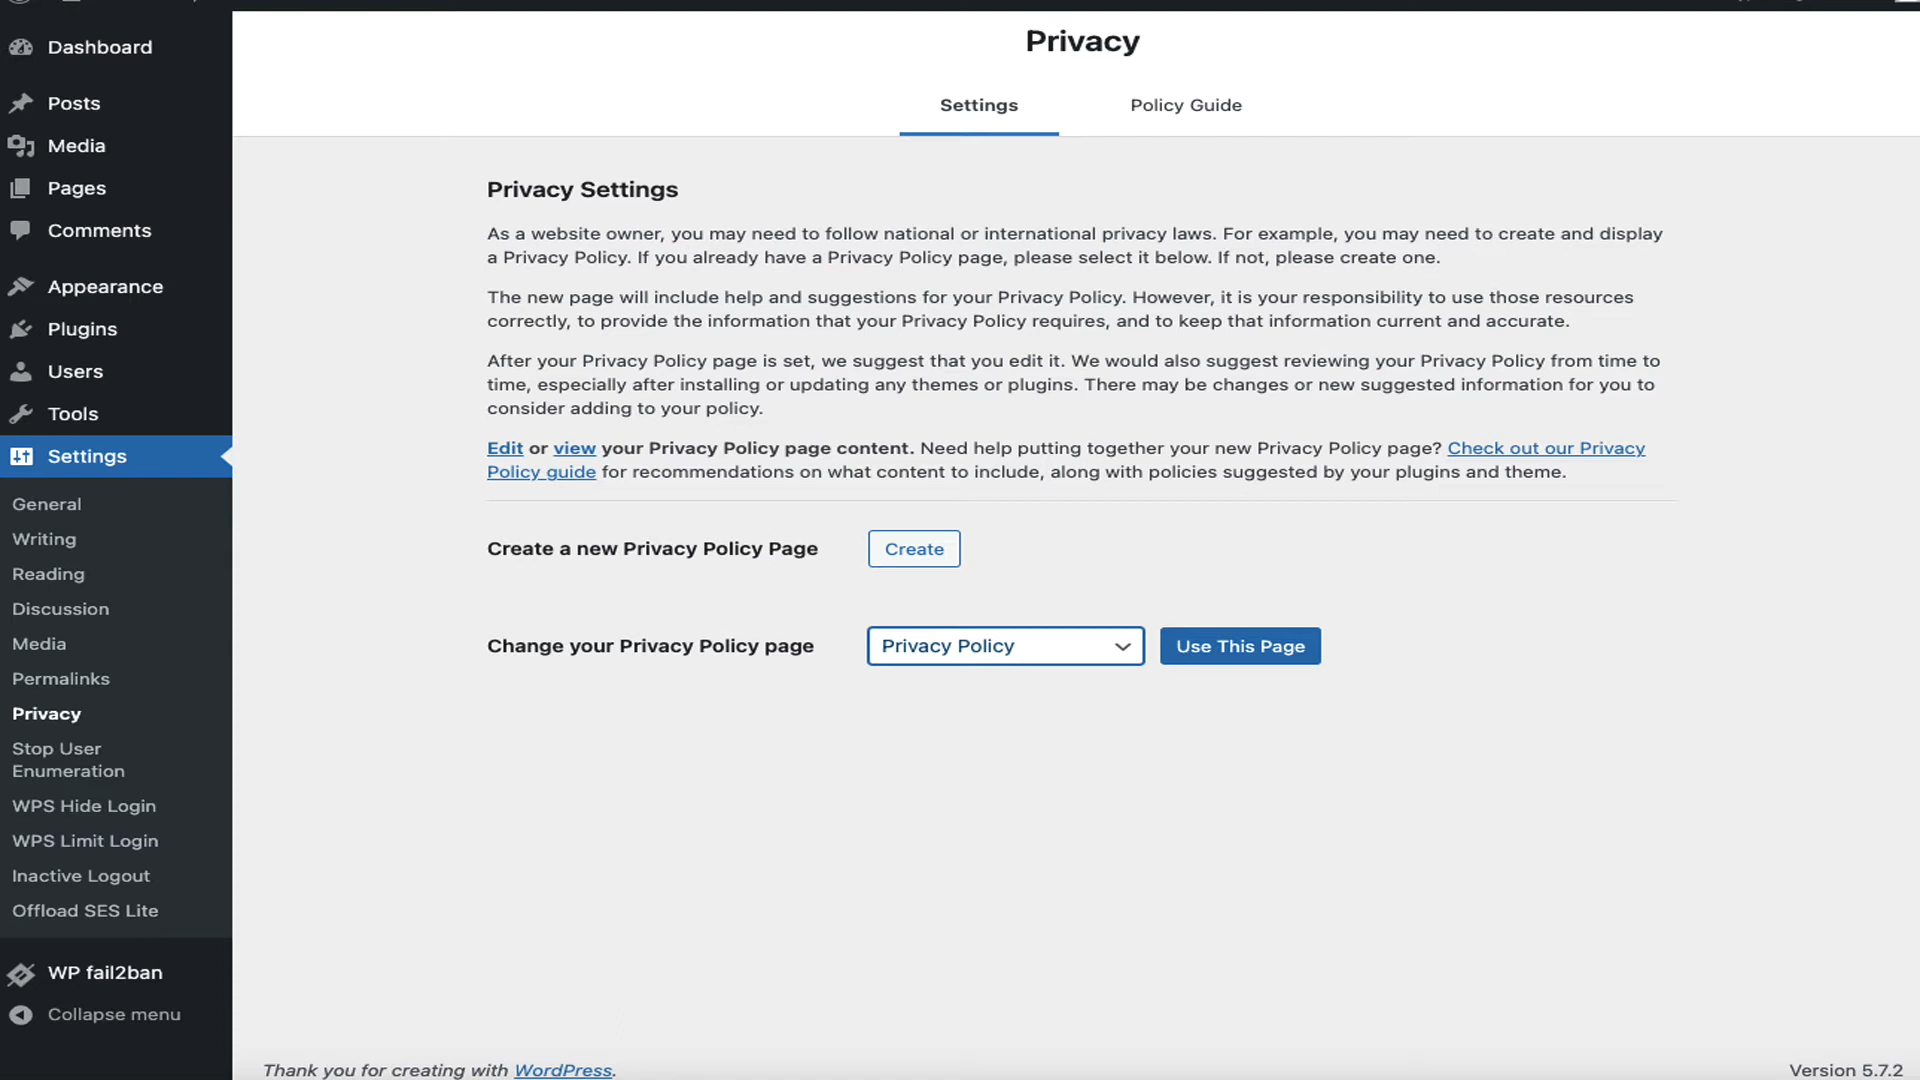 Dashboard
Posts
Media
Pages
Comments
Appearance
Plugins
Users
Tools
Settings
General
Writing
Reading
Discussion
Media
Permalinks
Privacy
Stop User
Enumeration
WPS Hide Login
WPS Limit Login
Inactive Logout
Offload SES Lite
WP fail2ban
Collapse menu
Privacy
Settings
Policy Guide
Privacy Settings
As a website owner, you may need to follow national or international privacy laws. For example, you may need to create and display
a Privacy Policy. If you already have a Privacy Policy page, please select it below. If not, please create one.
The new page will include help and suggestions for your Privacy Policy. However, it is your responsibility to use those resources
correctly, to provide the information that your Privacy Policy requires, and to keep that information current and accurate.
After your Privacy Policy page is set, we suggest that you edit it. We would also suggest reviewing your Privacy Policy from time to
time, especially after installing or updating any themes or plugins. There may be changes or new suggested information for you to
consider adding to your policy.
Edit or view your Privacy Policy page content. Need help putting together your new Privacy Policy page? Check out our Privacy
Policy guide for recommendations on what content to include, along with policies suggested by your plugins and theme.
Create a new Privacy Policy Page
Create
Change your Privacy Policy page
Privacy Policy
Use This Page
Thank you for creating with WordPress.
Version 5.7.2